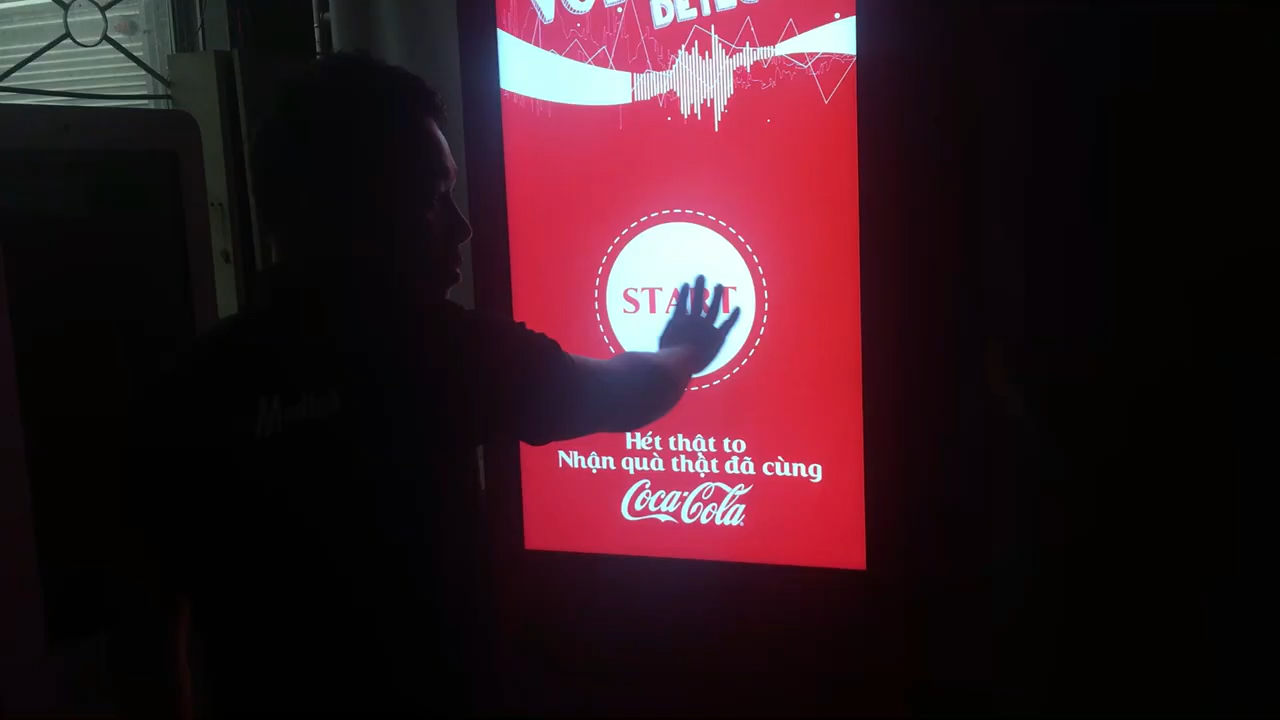 START
Hét thật to
Nhận quà thật đã cùng
Coca-Cola